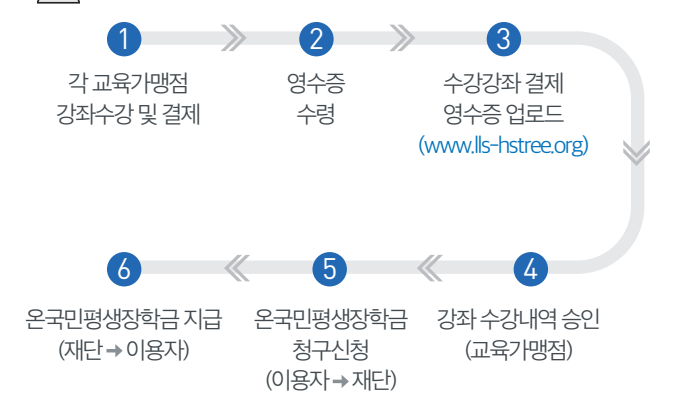 1
각 교육가맹점
강좌수강 및 결제
2
영수증
수령
3
수강강좌 결제
영수증 업로드
(www.lls-hstree.org)
4
강좌 수강내역 승인
(교육가맹점)
5
온국민평생장학금
청구신청
(이용자 → 재단)
6
온국민평생장학금 지급
(재단 → 이용자)